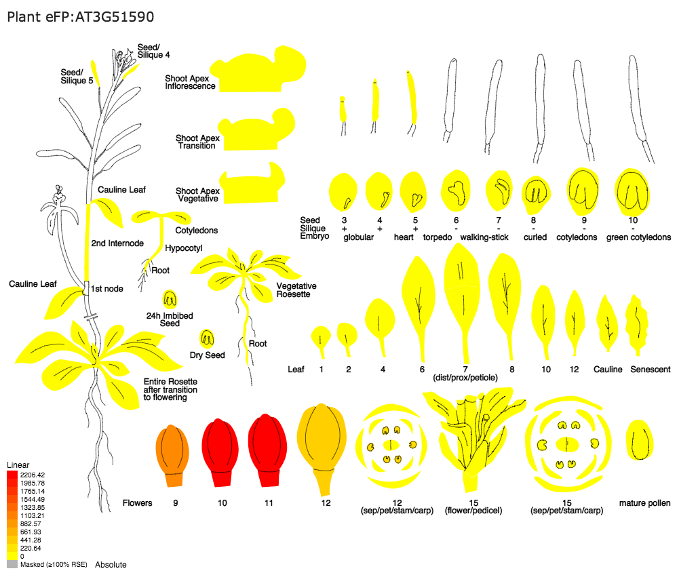 Plant eFP:AT3G51590
Seed/
Silique 4
Seed/
Silique 5
Shoot Apex
Inflorescence
Shoot Apex
Transition
Shoot Apex
Vegetative
Cauline Leaf
Cotyledons
2nd Internode
Hypocotyl
Root
Cauline Leaf
1st node
24h Imbibed
Seed
Dry Seed
Vegetative
Roesette
Root
Entire Rosette
after transition
to flowering
Seed 3 4 5 6 7 8 9 10
Silique + + + - - - - -
Embryo globular heart torpedo walking-stick curled cotyledons green cotyledons
Leaf 1 2 4 6 7 8 10 12 Cauline Senescent
(dist/prox/petiole)
Flowers 9 10 11 12 12 15 15 mature pollen
(sep/pet/stam/carp) (flower/pedicel) (sep/pet/stam/carp)
Linear
2206.42
1985.78
1765.14
1544.49
1323.85
1103.21
882.57
661.93
441.28
220.64
0
Masked (≥100% RSE) Absolute